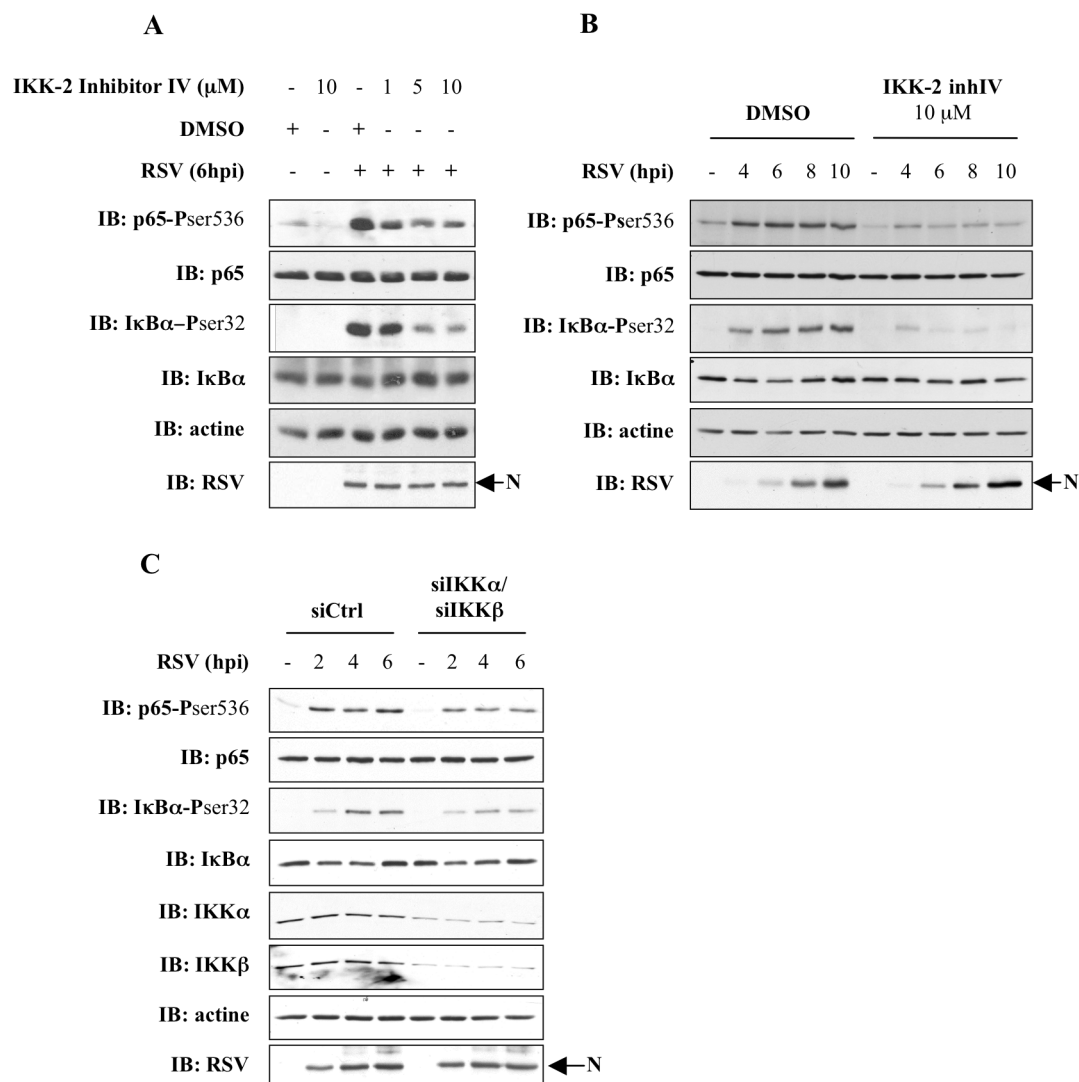 A
IKK-2 Inhibitor IV (μM) - 10 - 1 5 10
DMSO + - + - - -
RSV (6hpi) - - + + + +
IB: p65-Pser536
IB: p65
IB: IκBα–Pser32
IB: IκBα
IB: actine
IB: RSV
N
B
DMSO
IKK-2 inhIV
10 μM
RSV (hpi) - 4 6 8 10 - 4 6 8 10
IB: p65-Pser536
IB: p65
IB: IκBα-Pser32
IB: IκBα
IB: actine
IB: RSV
N
C
siCtrl
siIKKα/
siIKKβ
RSV (hpi) - 2 4 6 - 2 4 6
IB: p65-Pser536
IB: p65
IB: IκBα-Pser32
IB: IκBα
IB: IKKα
IB: IKKβ
IB: actine
IB: RSV
N